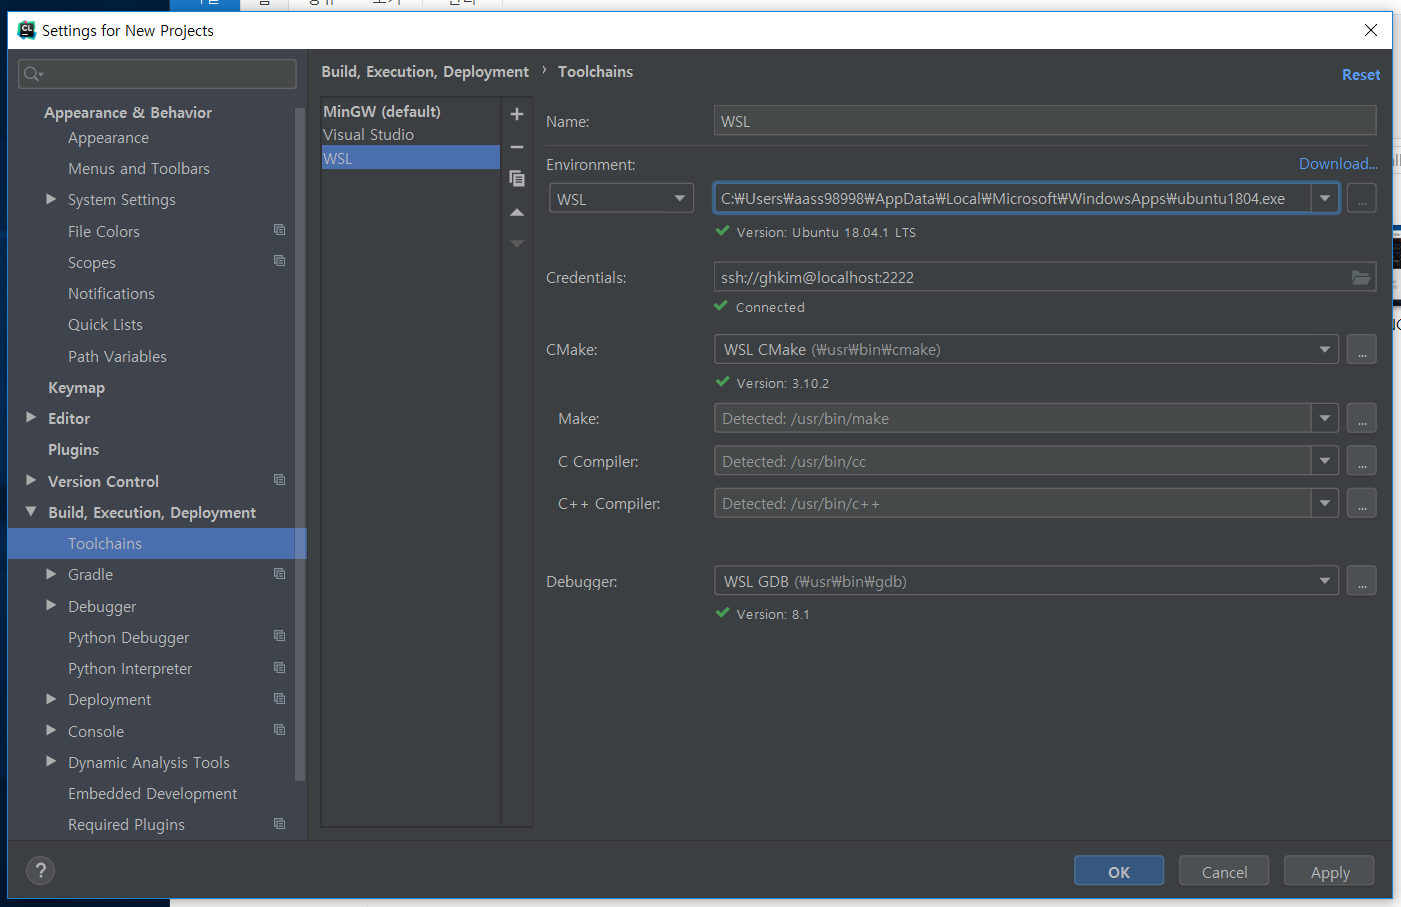 CL Settings for New Projects
Build, Execution, Deployment › Toolchains
Reset
Appearance & Behavior
Appearance
Menus and Toolbars
System Settings
File Colors
Scopes
Notifications
Quick Lists
Path Variables
Keymap
Editor
Plugins
Version Control
Build, Execution, Deployment
Toolchains
Gradle
Debugger
Python Debugger
Python Interpreter
Deployment
Console
Dynamic Analysis Tools
Embedded Development
Required Plugins
MinGW (default)
Visual Studio
WSL
Name: WSL
Environment: Download...
WSL C:₩Users₩aass98998₩AppData₩Local₩Microsoft₩WindowsApps₩ubuntu1804.exe ...
Version: Ubuntu 18.04.1 LTS
Credentials: ssh://ghkim@localhost:2222
Connected
CMake: WSL CMake (₩usr₩bin₩cmake) ...
Version: 3.10.2
Make: Detected: /usr/bin/make ...
C Compiler: Detected: /usr/bin/cc ...
C++ Compiler: Detected: /usr/bin/c++ ...
Debugger: WSL GDB (₩usr₩bin₩gdb) ...
Version: 8.1
? OK Cancel Apply